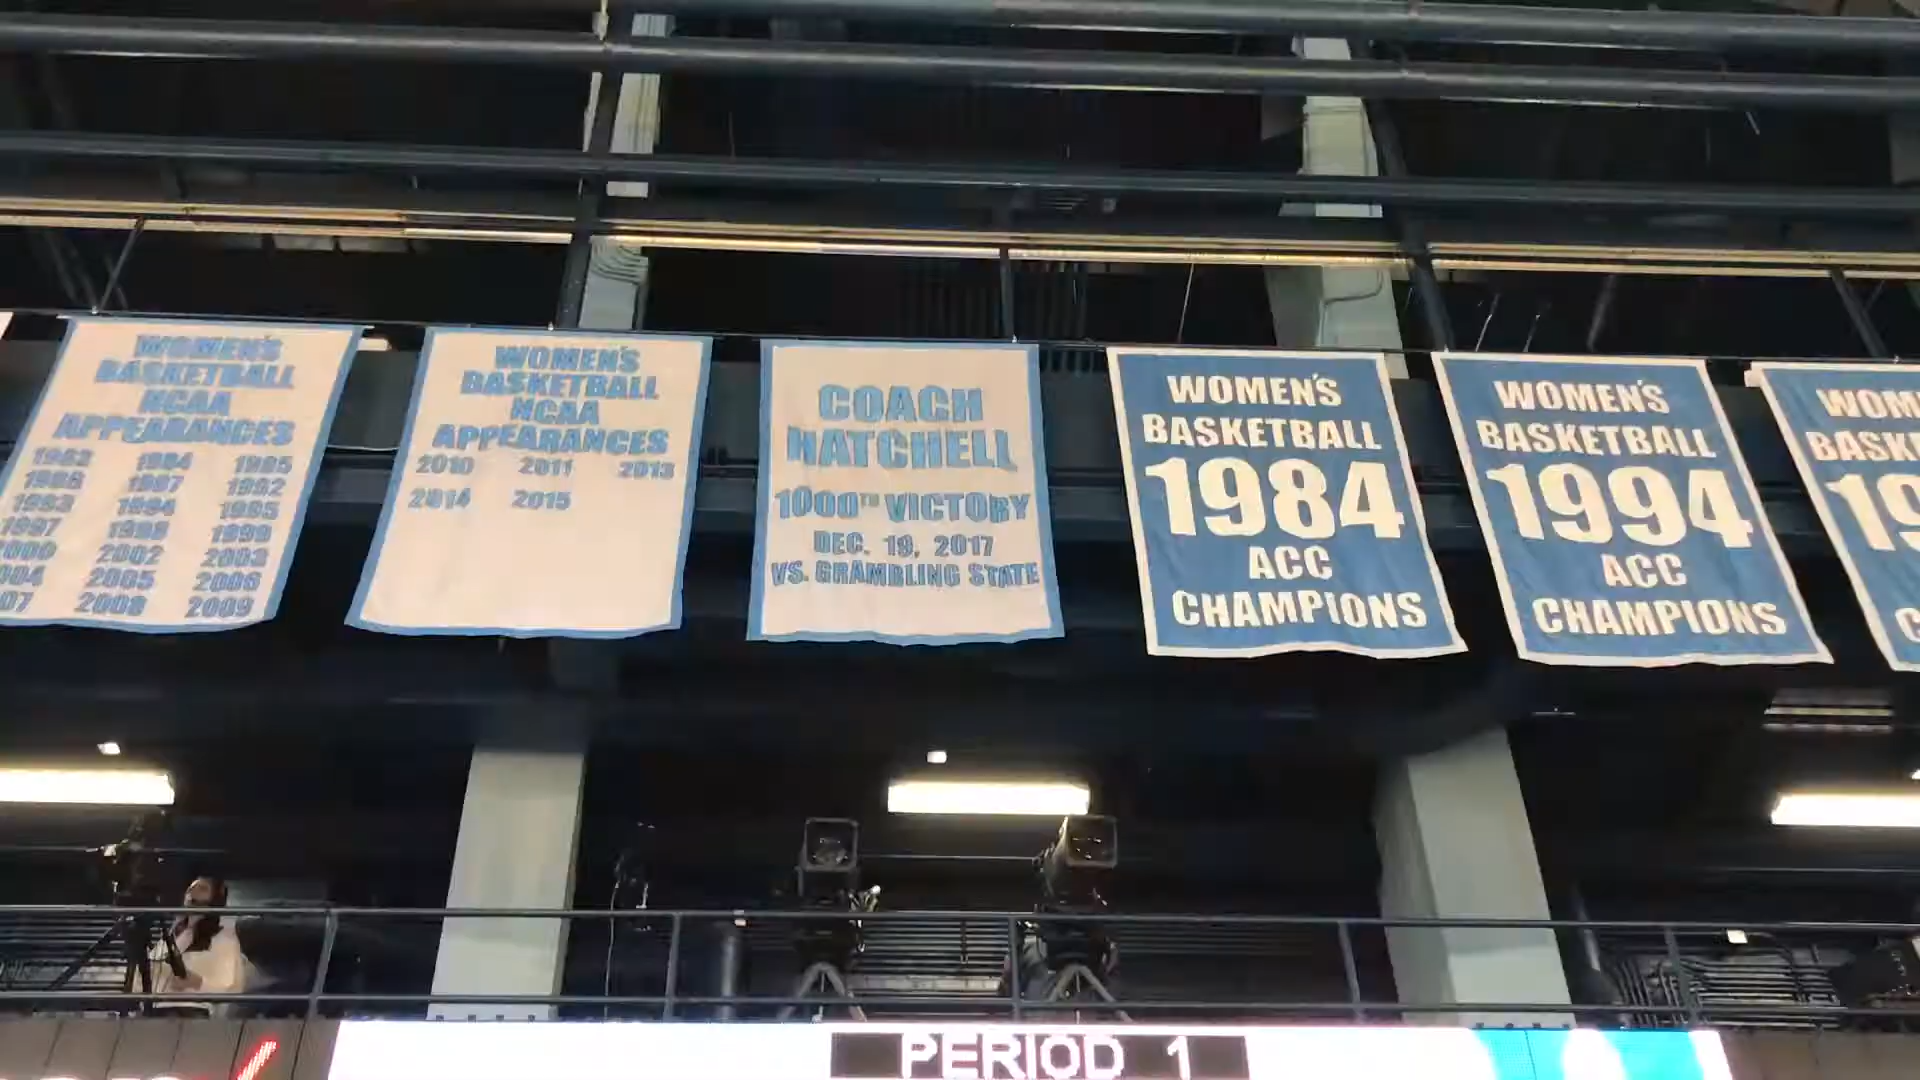 WOMEN'S
BASKETBALL
NCAA
APPEARANCES
1983 1984 1985
1986 1987 1992
1993 1994 1995
1997 1998 1999
2000 2002 2003
2005 2006
2008 2009
WOMEN'S
BASKETBALL
NCAA
APPEARANCES
2010 2011 2013
2014 2015
COACH
HATCHELL
1000TH VICTORY
DEC. 19, 2017
VS. GRAMBLING STATE
WOMEN'S
BASKETBALL
1984
ACC
CHAMPIONS
WOMEN'S
BASKETBALL
1994
ACC
CHAMPIONS
PERIOD 1